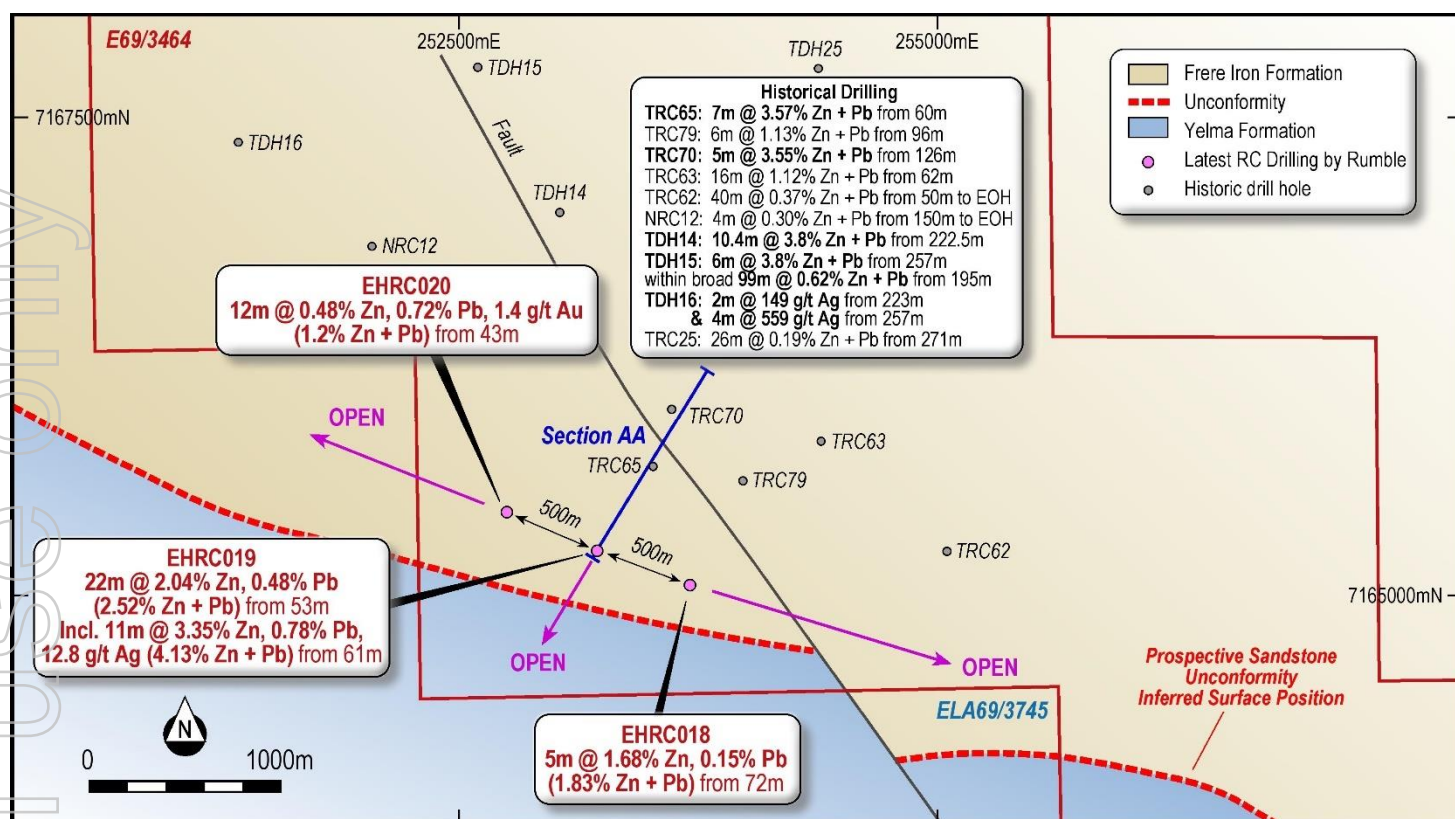 E69/3464
252500mE
255000mE
TDH15
TDH25
7167500mN
TDH16
Fault
TDH14
NRC12
Historical Drilling
TRC65: 7m @ 3.57% Zn + Pb from 60m
TRC79: 6m @ 1.13% Zn + Pb from 96m
TRC70: 5m @ 3.55% Zn + Pb from 126m
TRC63: 16m @ 1.12% Zn + Pb from 62m
TRC62: 40m @ 0.37% Zn + Pb from 50m to EOH
NRC12: 4m @ 0.30% Zn + Pb from 150m to EOH
TDH14: 10.4m @ 3.8% Zn + Pb from 222.5m
TDH15: 6m @ 3.8% Zn + Pb from 257m
within broad 99m @ 0.62% Zn + Pb from 195m
TDH16: 2m @ 149 g/t Ag from 223m
& 4m @ 559 g/t Ag from 257m
TRC25: 26m @ 0.19% Zn + Pb from 271m
Frere Iron Formation
Unconformity
Yelma Formation
Latest RC Drilling by Rumble
Historic drill hole
EHRC020
12m @ 0.48% Zn, 0.72% Pb, 1.4 g/t Au
(1.2% Zn + Pb) from 43m
OPEN
Section AA
TRC70
TRC65
TRC63
TRC79
500m
500m
TRC62
EHRC019
22m @ 2.04% Zn, 0.48% Pb
(2.52% Zn + Pb) from 53m
Incl. 11m @ 3.35% Zn, 0.78% Pb,
12.8 g/t Ag (4.13% Zn + Pb) from 61m
7165000mN
OPEN
OPEN
Prospective Sandstone
Unconformity
Inferred Surface Position
ELA69/3745
N
0
1000m
EHRC018
5m @ 1.68% Zn, 0.15% Pb
(1.83% Zn + Pb) from 72m
use only